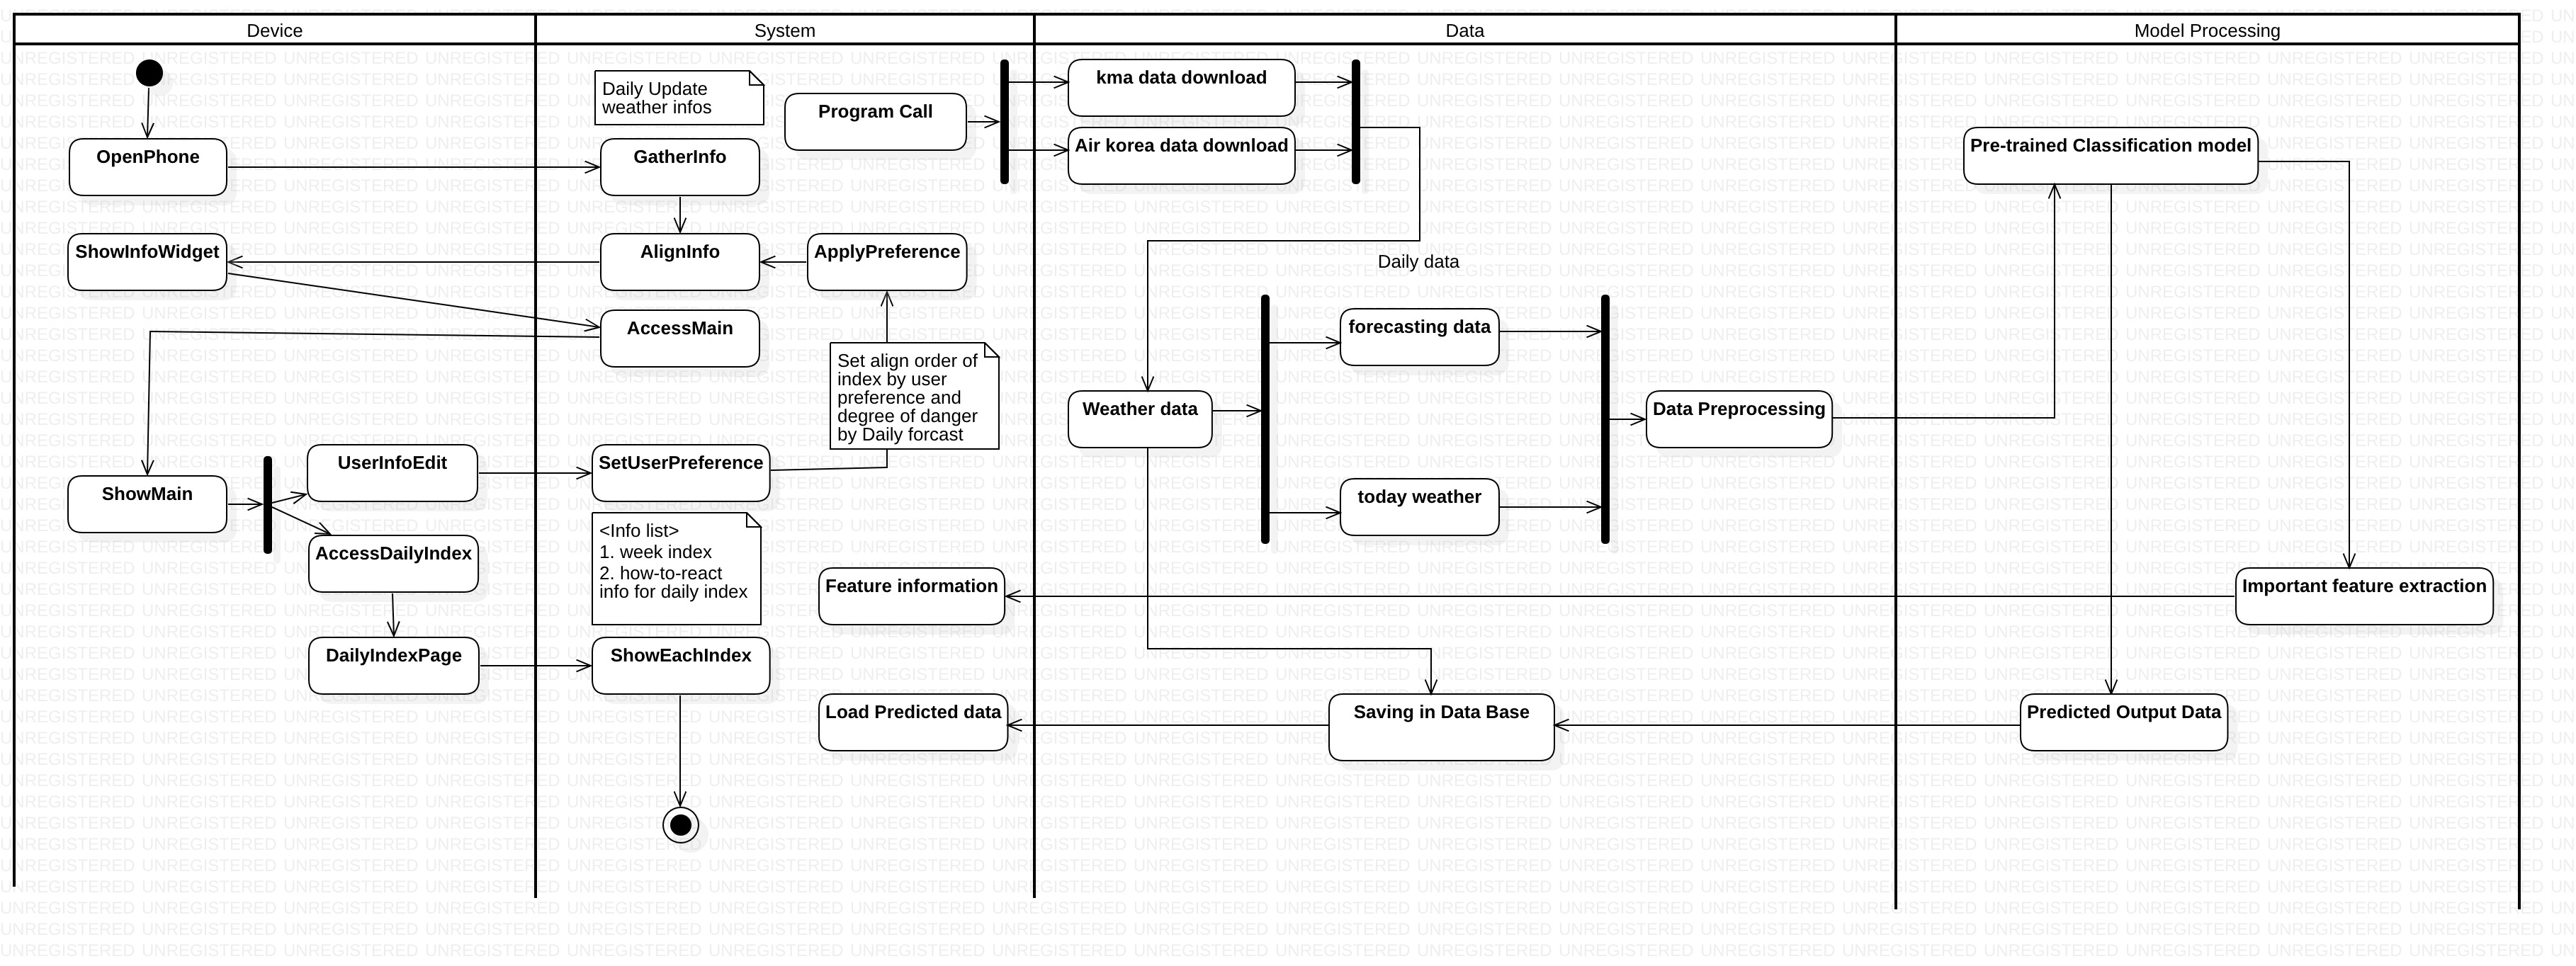 Device
System
Data
Model Processing
Daily Update
weather infos
Program Call
kma data download
Air korea data download
OpenPhone
GatherInfo
Pre-trained Classification model
ShowInfoWidget
AlignInfo
ApplyPreference
Daily data
AccessMain
Set align order of
index by user
preference and
degree of danger
by Daily forcast
forecasting data
Weather data
Data Preprocessing
today weather
ShowMain
UserInfoEdit
SetUserPreference
AccessDailyIndex
<Info list>
1. week index
2. how-to-react
info for daily index
Feature information
Important feature extraction
DailyIndexPage
ShowEachIndex
Load Predicted data
Saving in Data Base
Predicted Output Data
UNREGISTERED